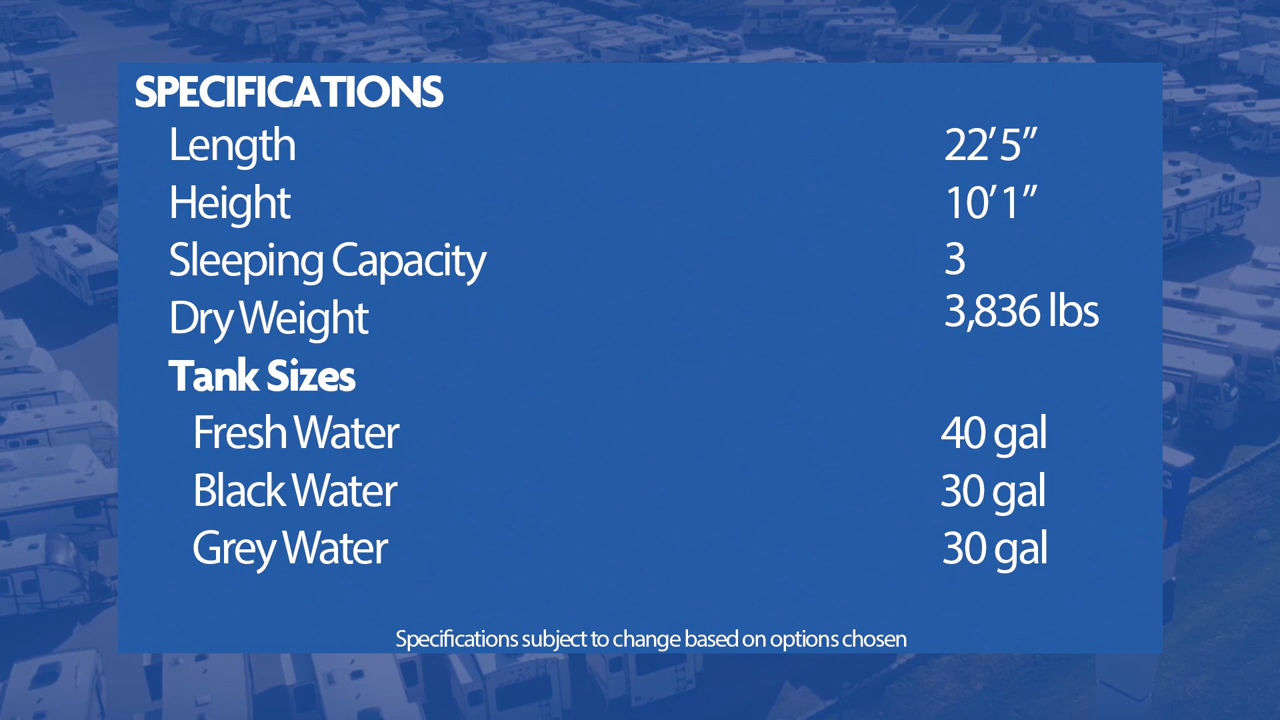 SPECIFICATIONS
Length 22’5”
Height 10’1”
Sleeping Capacity 3
Dry Weight 3,836 lbs
Tank Sizes
Fresh Water 40 gal
Black Water 30 gal
Grey Water 30 gal
Specifications subject to change based on options chosen